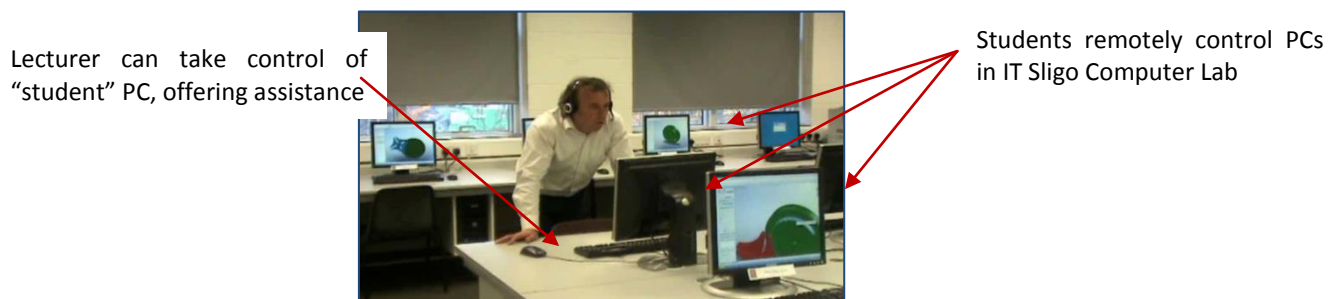 Lecturer can take control of
“student” PC, offering assistance
Students remotely control PCs
in IT Sligo Computer Lab